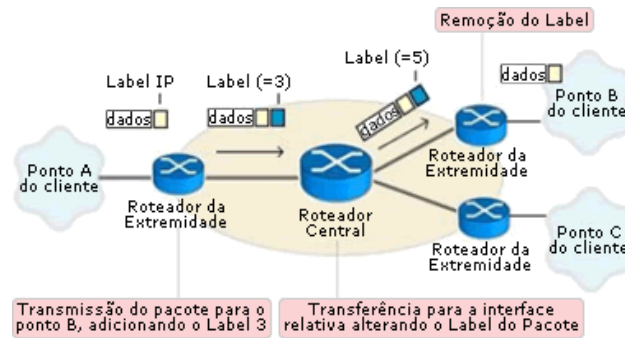 Remoção do Label
Label IP
Label (=3)
Label (=5)
dados
dados
dados
dados
Ponto A
do cliente
Roteador da
Extremidade
Roteador
Central
Roteador da
Extremidade
Ponto B
do cliente
Roteador da
Extremidade
Ponto C
do cliente
Transmissão do pacote para o
ponto B, adicionando o Label 3
Transferência para a interface
relativa alterando o Label do Pacote